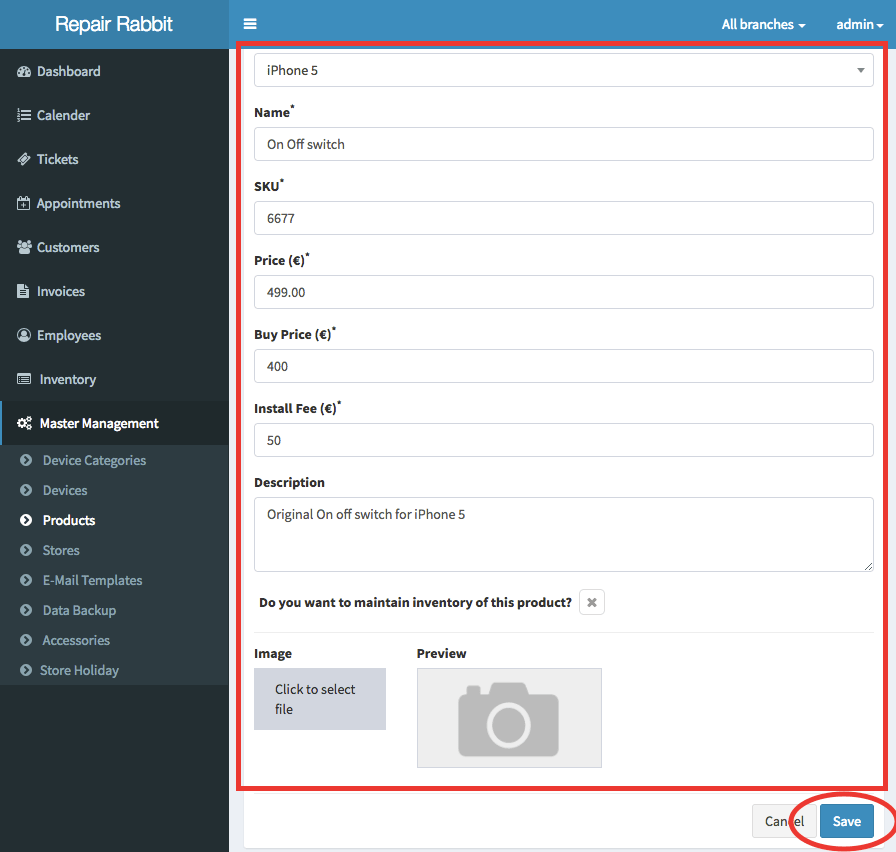 Repair Rabbit
All branches
admin
Dashboard
Calender
Tickets
Appointments
Customers
Invoices
Employees
Inventory
Master Management
Device Categories
Devices
Products
Stores
E-Mail Templates
Data Backup
Accessories
Store Holiday
iPhone 5
Name*
On Off switch
SKU*
6677
Price (€)*
499.00
Buy Price (€)*
400
Install Fee (€)*
50
Description
Original On off switch for iPhone 5
Do you want to maintain inventory of this product?
Image
Preview
Click to select
file
Cancel
Save